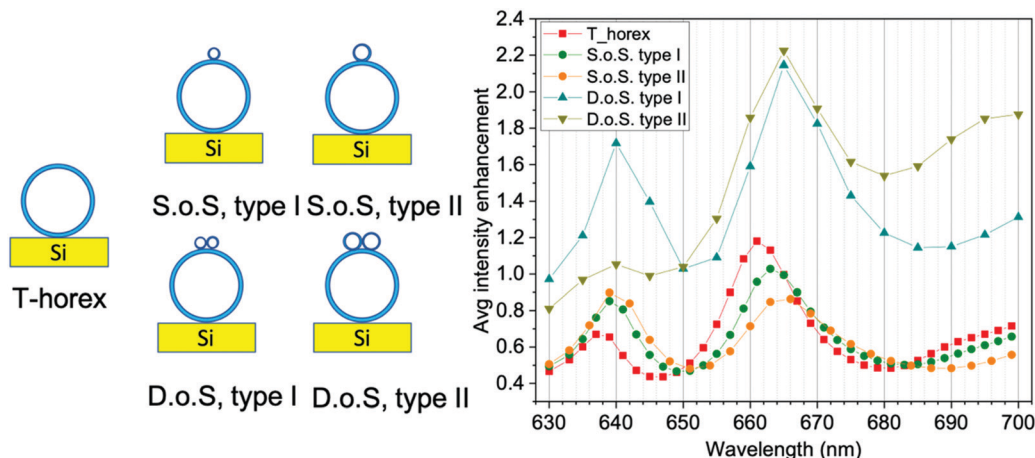 Si
Si
S.o.S, type I S.o.S, type II
Si
T-horex
Si
Si
D.o.S, type I D.o.S, type II
Avg intensity enhancement
2.4
2.2
2.0
1.8
1.6
1.4
1.2
1.0
0.8
0.6
0.4
T_horex
S.o.S. type I
S.o.S. type II
D.o.S. type I
D.o.S. type II
630 640 650 660 670 680 690 700
Wavelength (nm)